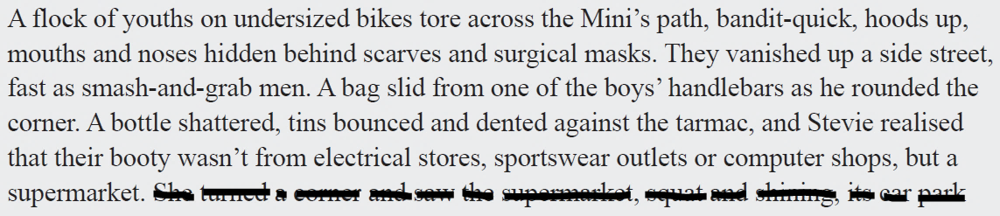 A flock of youths on undersized bikes tore across the Mini’s path, bandit-quick, hoods up,
mouths and noses hidden behind scarves and surgical masks. They vanished up a side street,
fast as smash-and-grab men. A bag slid from one of the boys’ handlebars as he rounded the
corner. A bottle shattered, tins bounced and dented against the tarmac, and Stevie realised
that their booty wasn’t from electrical stores, sportswear outlets or computer shops, but a
supermarket. She turned a corner and saw the supermarket, squat and shining, its car park